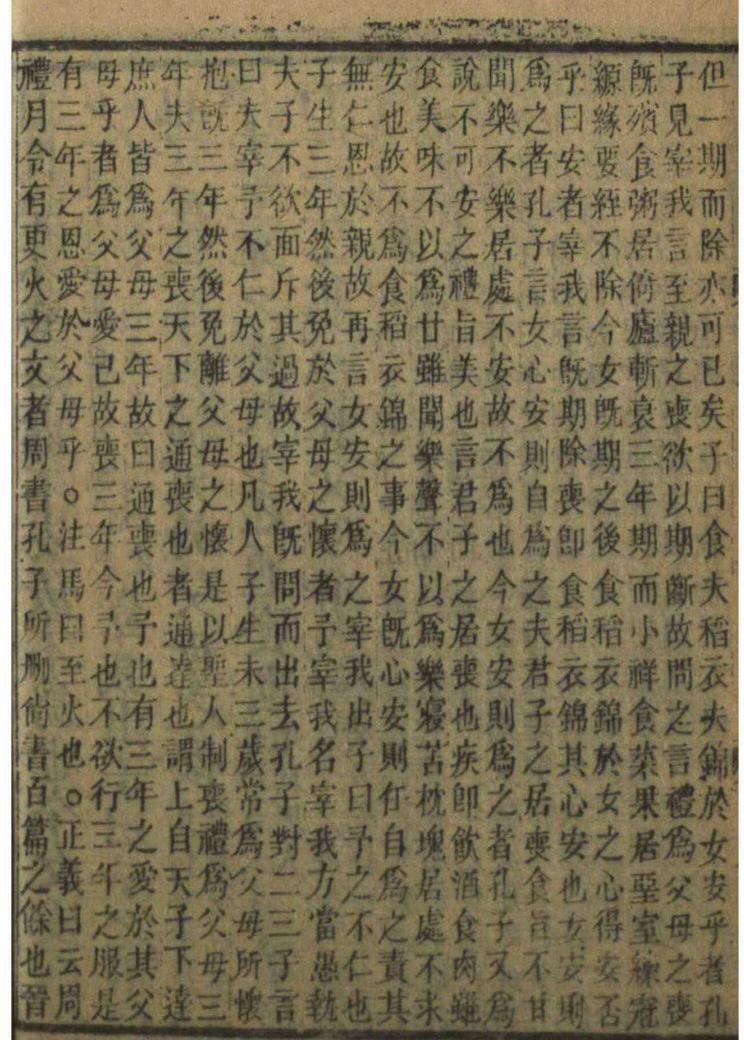 但一期而除亦可已矣子曰食夫稻衣夫錦於女安乎者孔
子見宰我言至親之喪欲以期斷故問之言禮為父母之喪
既殯食粥居倚廬斬衰三年期而小祥食菜果居堊室練冠
縓緣要絰不除今女既期之後食稻衣錦於女之心得安否
乎曰安者宰我言既期除喪即食稻衣錦其心安也女安則
為之者孔子言女心安則自為之夫君子之居喪食旨不甘
聞樂不樂居處不安故不為也今女安則為之者孔子又為
說不可安之禮旨美也言君子之居喪也疾即飲酒食肉雖
食美味不以為甘雖聞樂聲不以為樂寢苫枕塊居處不求
安也故不為食稻衣錦之事今女既心安則任自為之責其
無仁恩於親故再言女安則為之宰我出子曰予之不仁也
子生三年然後免於父母之懷者予宰我名宰我方當愚執
夫子不欲面斥其過故宰我既問而出去孔子對二三子言
曰夫宰予不仁於父母也凡人子生未三歲常為父母所懷
抱既三年然後免離父母之懷是以聖人制喪禮為父母三
年夫三年之喪天下之通喪也者通達也謂上自天子下達
庶人皆為父母三年故曰通喪也予也有三年之愛於其父
母乎者為父母愛己故喪三年今予也不欲行三年之服是
有三年之恩愛於父母乎○注馬曰至火也○正義曰云周
禮月令有更火之文者周書孔子所刪尚書百篇之餘也晉